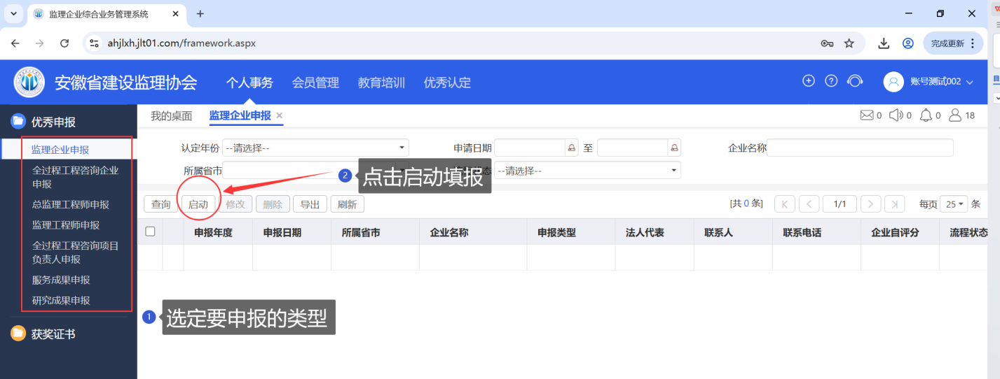 监理企业综合业务管理系统
ahjlxh.jlt01.com/framework.aspx
完成更新
安徽省建设监理协会
个人事务 会员管理 教育培训 优秀认定
账号测试002
优秀申报
我的桌面 监理企业申报
0 0 0 18
监理企业申报
全过程工程咨询企业
申报
总监理工程师申报
监理工程师申报
全过程工程咨询项目
负责人申报
服务成果申报
研究成果申报
获奖证书
认定年份 --请选择-- 申请日期 至 企业名称
所属省市 态 --请选择--
2 点击启动填报
查询 启动 修改 删除 导出 刷新 [共 0 条] 1/1 每页 25 条
申报年度 申报日期 所属省市 企业名称 申报类型 法人代表 联系人 联系电话 企业自评分 流程状态
1 选定要申报的类型